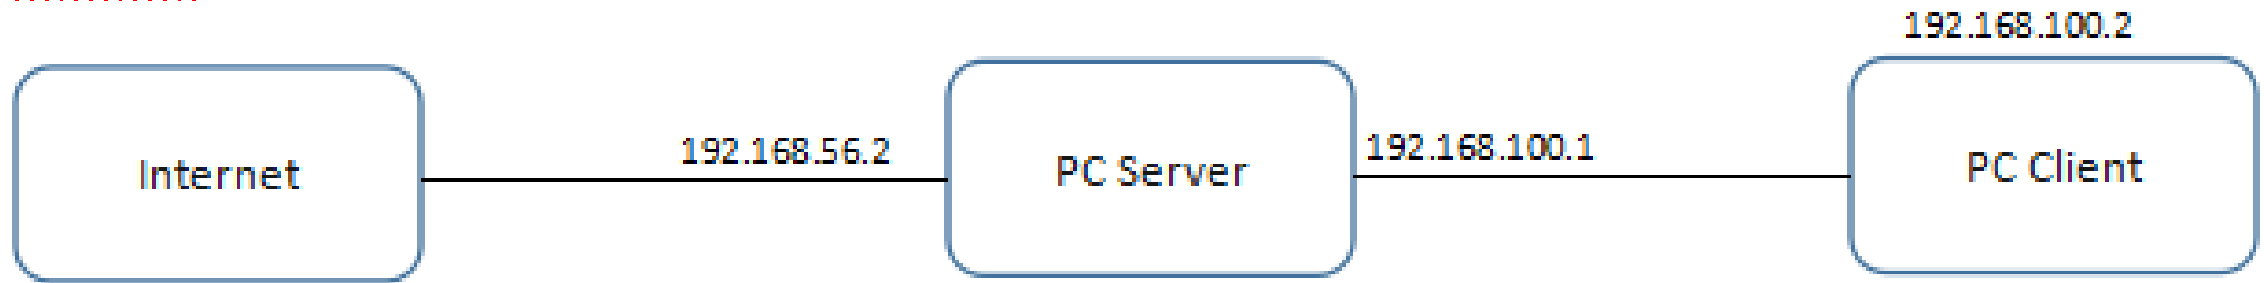 192.168.100.2
Internet
192.168.56.2
PC Server
192.168.100.1
PC Client